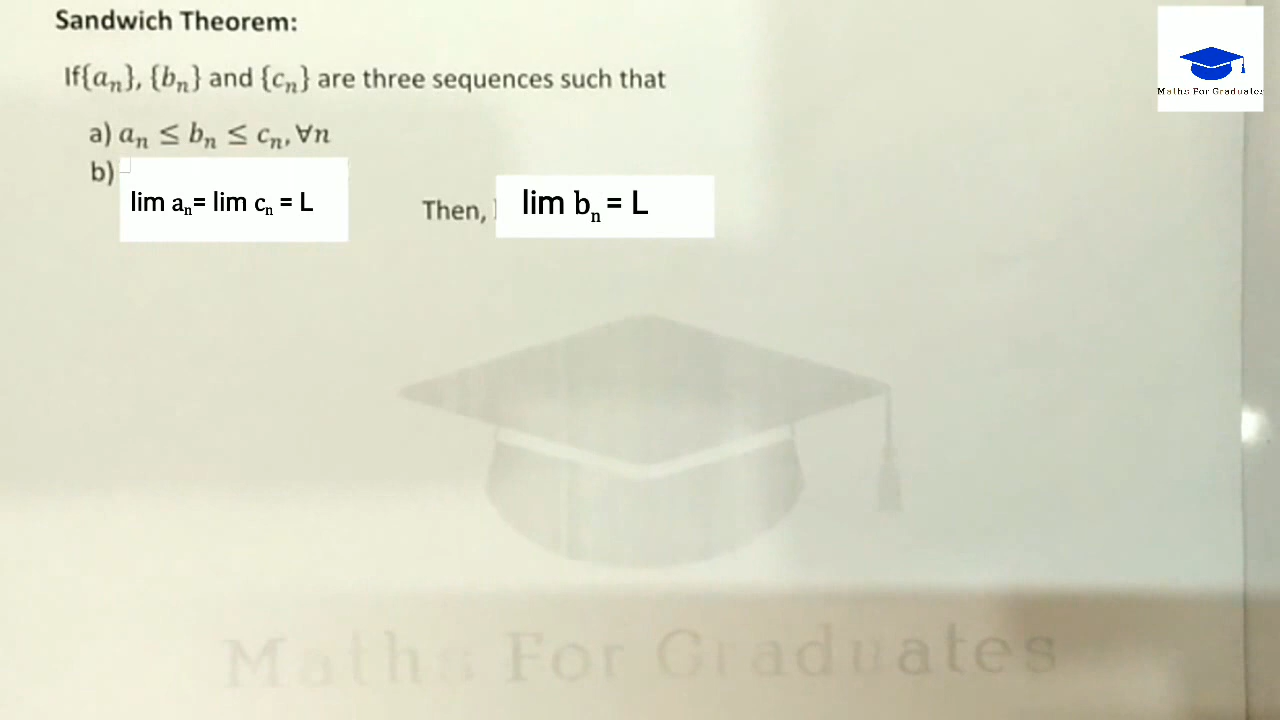 Sandwich Theorem:
Maths For Graduates
If{aₙ}, {bₙ} and {cₙ} are three sequences such that
a) aₙ ≤ bₙ ≤ cₙ, ∀n
b) lim aₙ= lim cₙ = L
Then, lim bₙ = L
Maths For Graduates